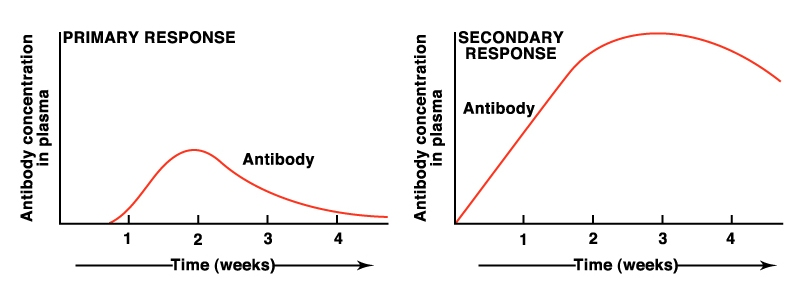 PRIMARY RESPONSE
Antibody concentration
in plasma
Antibody
1 2 3 4
Time (weeks)
SECONDARY
RESPONSE
Antibody concentration
in plasma
Antibody
1 2 3 4
Time (weeks)